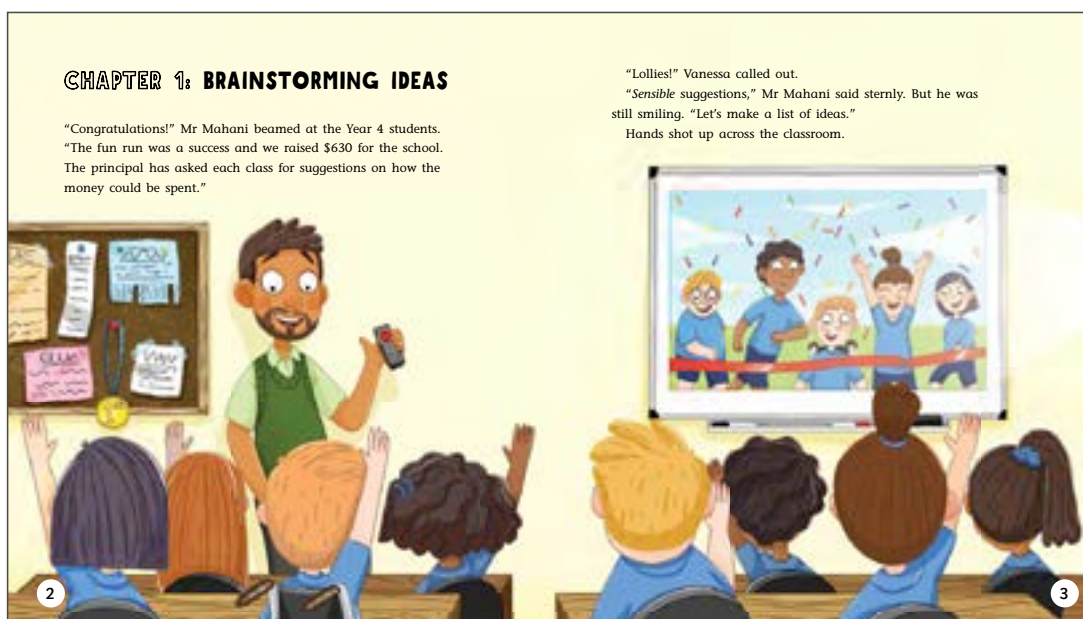 CHAPTER 1: BRAINSTORMING IDEAS
“Congratulations!” Mr Mahani beamed at the Year 4 students.
“The fun run was a success and we raised $630 for the school.
The principal has asked each class for suggestions on how the
money could be spent.”
2
“Lollies!” Vanessa called out.
“Sensible suggestions,” Mr Mahani said sternly. But he was
still smiling. “Let’s make a list of ideas.”
Hands shot up across the classroom.
3